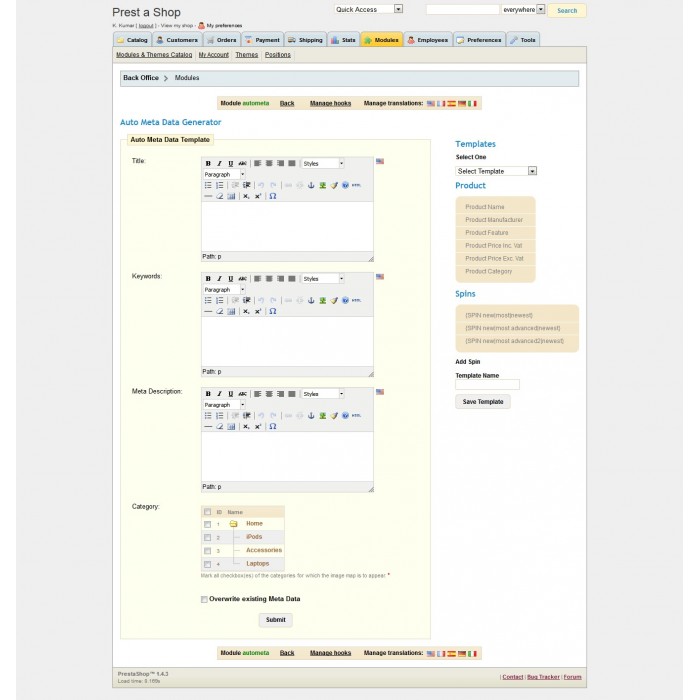 Prest a Shop
Quick Access
everywhere
Search
K. Kumar [ logout ] - View my shop - My preferences
Catalog Customers Orders Payment Shipping Stats Modules Employees Preferences Tools
Modules & Themes Catalog My Account Themes Positions
Back Office > Modules
Module autometa Back Manage hooks Manage translations:
Auto Meta Data Generator
Auto Meta Data Template
Title:
B I U ABC Styles
Paragraph
HTML
Path: p
Keywords:
B I U ABC Styles
Paragraph
HTML
Path: p
Meta Description:
B I U ABC Styles
Paragraph
HTML
Path: p
Category:
ID Name
1 Home
2 iPods
3 Accessories
4 Laptops
Mark all checkbox(es) of the categories for which the image map is to appear. *
Overwrite existing Meta Data
Submit
Templates
Select One
Select Template
Product
Product Name
Product Manufacturer
Product Feature
Product Price Inc. Vat
Product Price Exc. Vat
Product Category
Spins
{SPIN new|most|newest}
{SPIN new|most advanced|newest}
{SPIN new|most advanced2|newest}
Add Spin
Template Name
Save Template
Module autometa Back Manage hooks Manage translations:
PrestaShop™ 1.4.3
| Contact | Bug Tracker | Forum